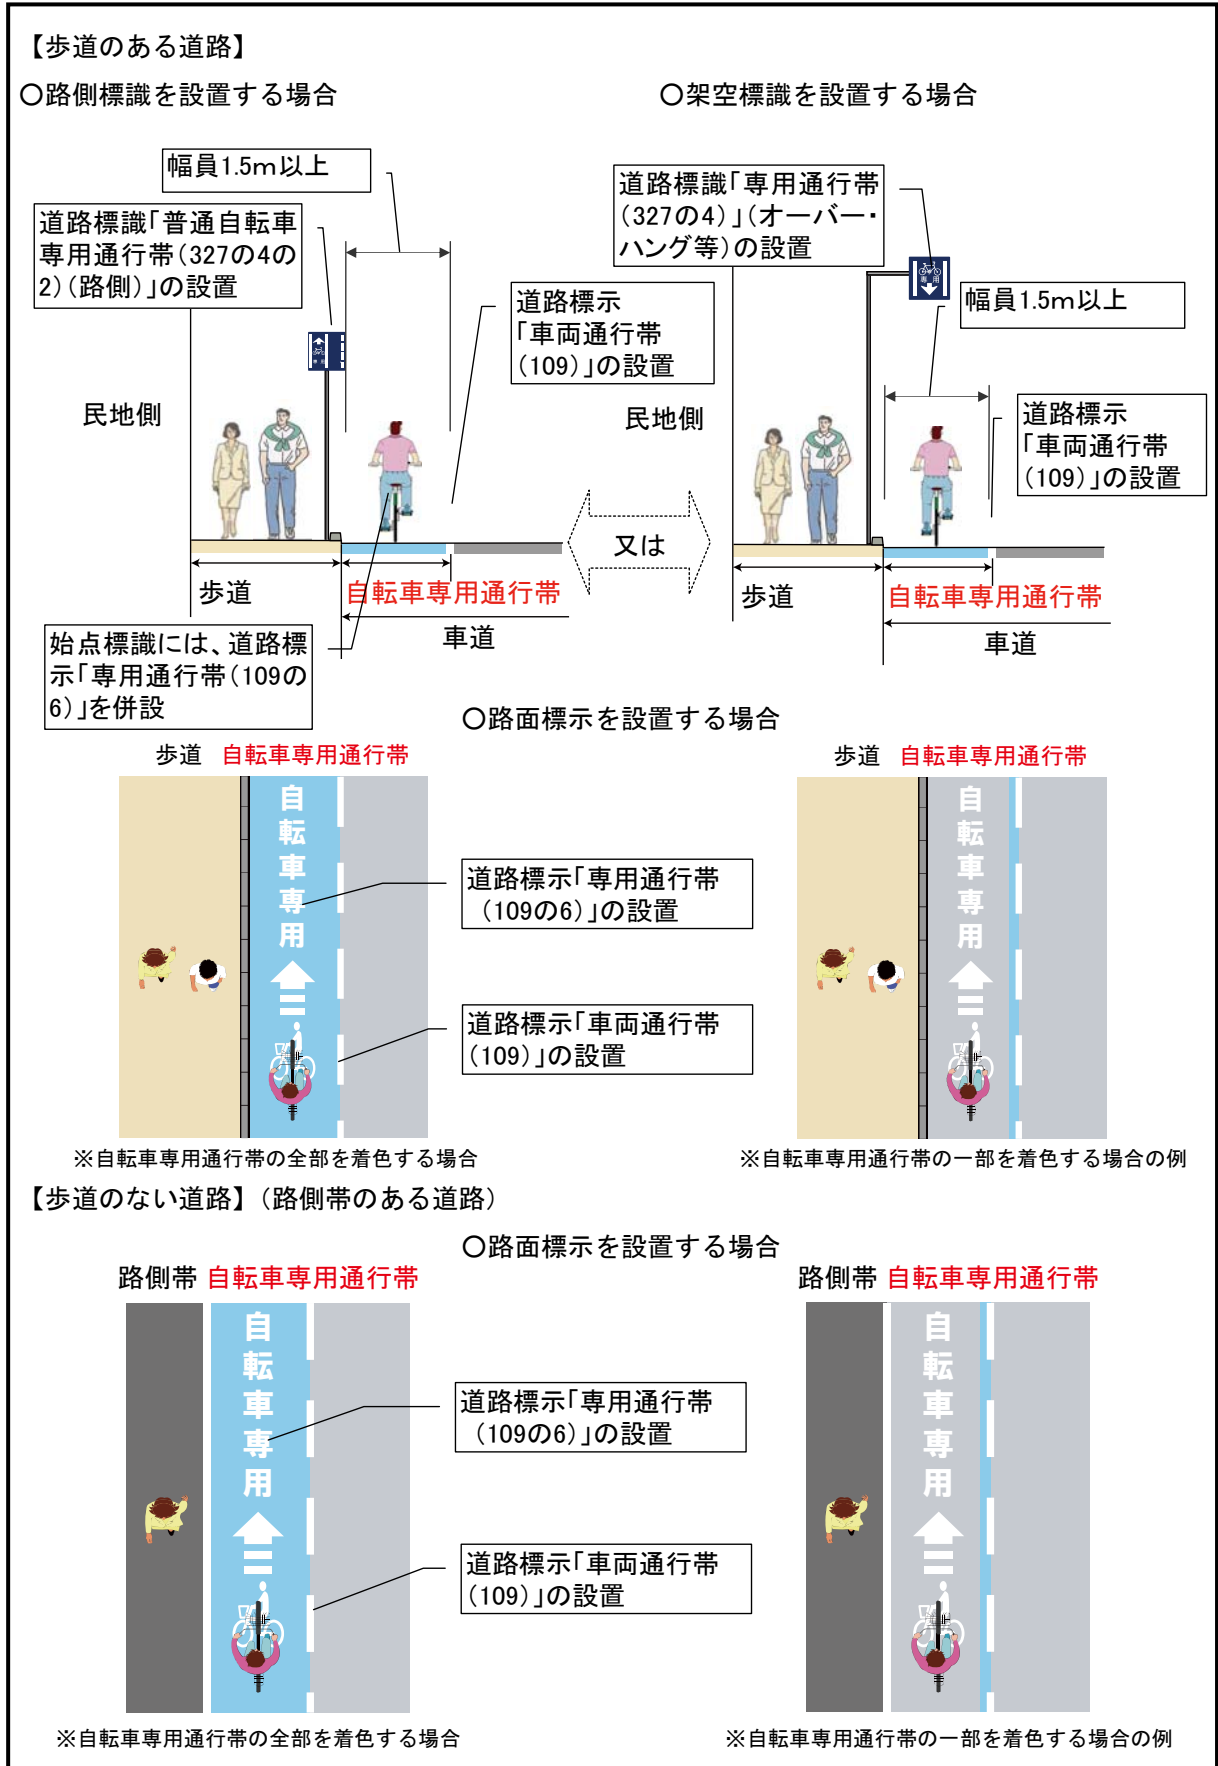 【歩道のある道路】
○路側標識を設置する場合
○架空標識を設置する場合
幅員1.5m以上
道路標識「普通自転車
専用通行帯（327の4の
2）（路側）」の設置
道路標示
「車両通行帯
（109）」の設置
民地側
歩道
自転車専用通行帯
車道
始点標識には、道路標
示「専用通行帯（109の
6）」を併設
又は
道路標識「専用通行帯
（327の4）」（オーバー・
ハング等）の設置
専用
幅員1.5m以上
道路標示
「車両通行帯
（109）」の設置
民地側
歩道
自転車専用通行帯
車道
○路面標示を設置する場合
歩道 自転車専用通行帯
自転車専用
道路標示「専用通行帯
（109の6）」の設置
道路標示「車両通行帯
（109）」の設置
※自転車専用通行帯の全部を着色する場合
歩道 自転車専用通行帯
自転車専用
※自転車専用通行帯の一部を着色する場合の例
【歩道のない道路】（路側帯のある道路）
○路面標示を設置する場合
路側帯 自転車専用通行帯
自転車専用
道路標示「専用通行帯
（109の6）」の設置
道路標示「車両通行帯
（109）」の設置
※自転車専用通行帯の全部を着色する場合
路側帯 自転車専用通行帯
自転車専用
※自転車専用通行帯の一部を着色する場合の例